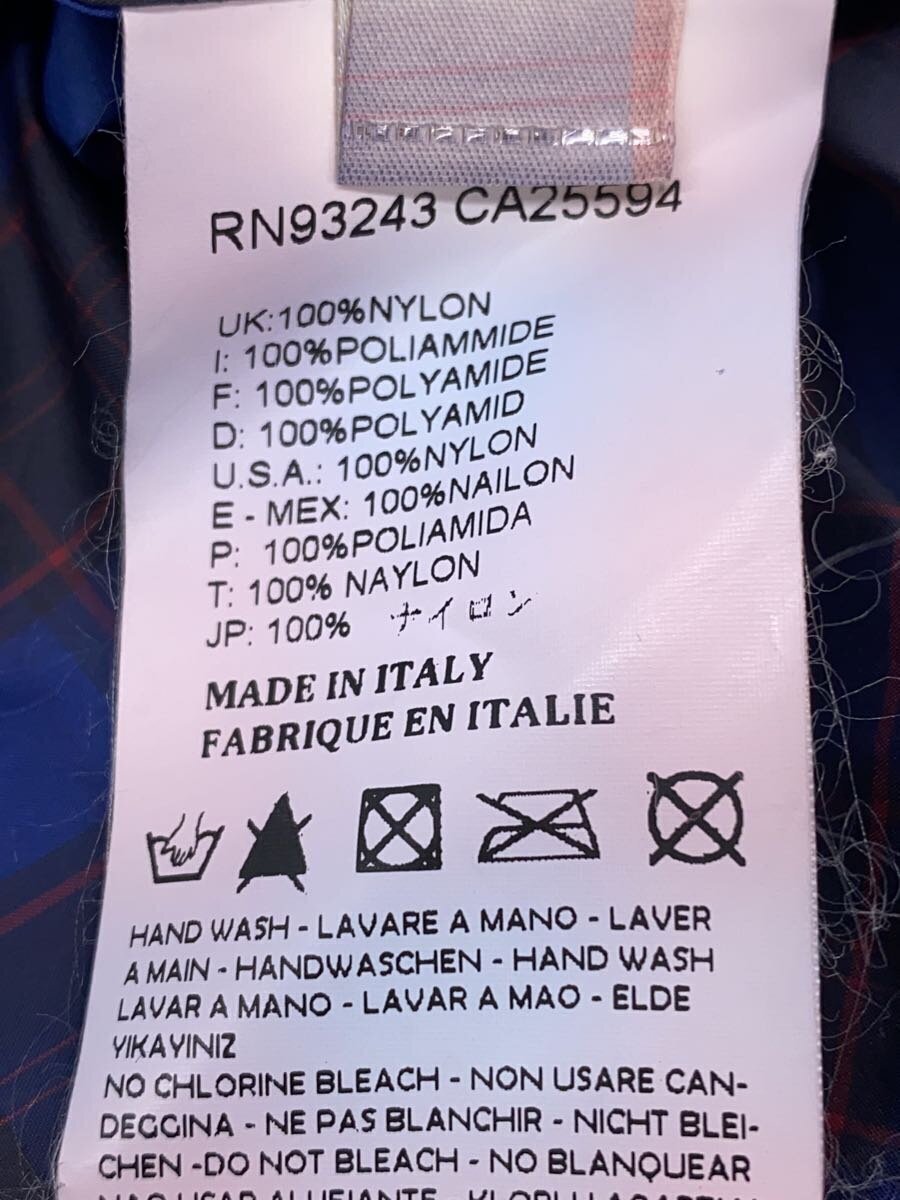 RN93243 CA25594
UK:100%NYLON
I: 100%POLIAMMIDE
F: 100%POLYAMIDE
D: 100%POLYAMID
U.S.A.: 100%NYLON
E - MEX: 100%NAILON
P: 100%POLIAMIDA
T: 100% NAYLON
JP: 100% ナイロン
MADE IN ITALY
FABRIQUE EN ITALIE
HAND WASH - LAVARE A MANO - LAVER
A MAIN - HANDWASCHEN - HAND WASH
LAVAR A MANO - LAVAR A MAO - ELDE
YIKAYINIZ
NO CHLORINE BLEACH - NON USARE CAN-
DEGGINA - NE PAS BLANCHIR - NICHT BLEI-
CHEN -DO NOT BLEACH - NO BLANQUEAR